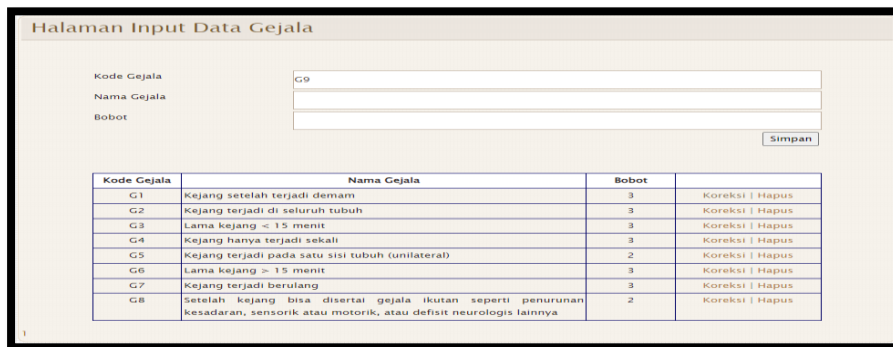 Halaman Input Data Gejala
Kode Gejala G9
Nama Gejala
Bobot
Simpan
Kode Gejala Nama Gejala Bobot
G1 Kejang setelah terjadi demam 3 Koreksi | Hapus
G2 Kejang terjadi di seluruh tubuh 3 Koreksi | Hapus
G3 Lama kejang < 15 menit 3 Koreksi | Hapus
G4 Kejang hanya terjadi sekali 3 Koreksi | Hapus
G5 Kejang terjadi pada satu sisi tubuh (unilateral) 2 Koreksi | Hapus
G6 Lama kejang > 15 menit 3 Koreksi | Hapus
G7 Kejang terjadi berulang 3 Koreksi | Hapus
G8 Setelah kejang bisa disertai gejala ikutan seperti penurunan 2 Koreksi | Hapus
kesadaran, sensorik atau motorik, atau defisit neurologis lainnya
1